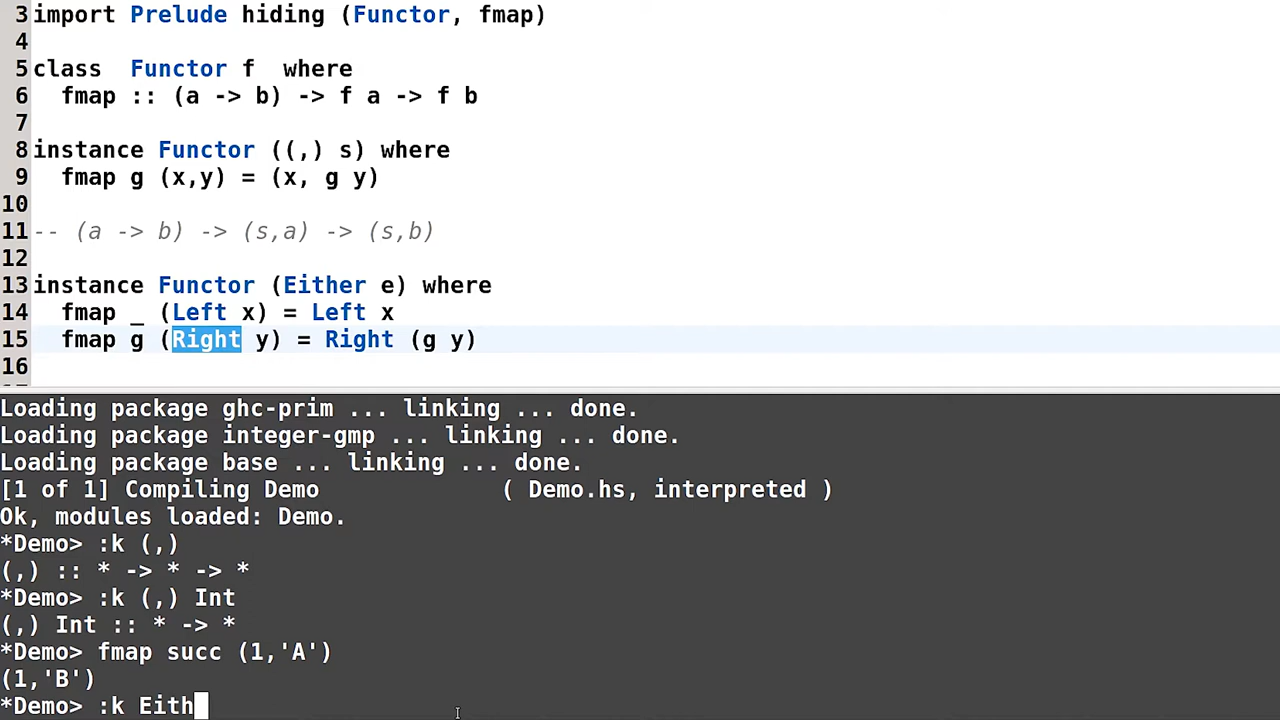 3 import Prelude hiding (Functor, fmap)
4
5 class  Functor f  where
6   fmap :: (a -> b) -> f a -> f b
7
8 instance Functor ((,) s) where
9   fmap g (x,y) = (x, g y)
10
11 -- (a -> b) -> (s,a) -> (s,b)
12
13 instance Functor (Either e) where
14   fmap _ (Left x) = Left x
15   fmap g (Right y) = Right (g y)
16
Loading package ghc-prim ... linking ... done.
Loading package integer-gmp ... linking ... done.
Loading package base ... linking ... done.
[1 of 1] Compiling Demo             ( Demo.hs, interpreted )
Ok, modules loaded: Demo.
*Demo> :k (,)
(,) :: * -> * -> *
*Demo> :k (,) Int
(,) Int :: * -> *
*Demo> fmap succ (1,'A')
(1,'B')
*Demo> :k Eith